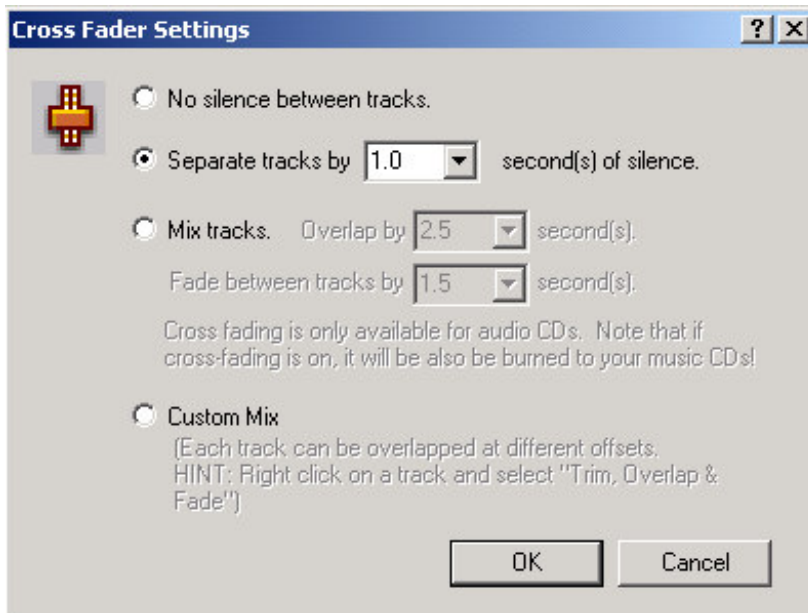 Cross Fader Settings
No silence between tracks.
Separate tracks by 1.0 second(s) of silence.
Mix tracks. Overlap by 2.5 second(s).
Fade between tracks by 1.5 second(s).
Cross fading is only available for audio CDs. Note that if
cross-fading is on, it will be also be burned to your music CDs!
Custom Mix
(Each track can be overlapped at different offsets.
HINT: Right click on a track and select "Trim, Overlap &
Fade")
OK Cancel